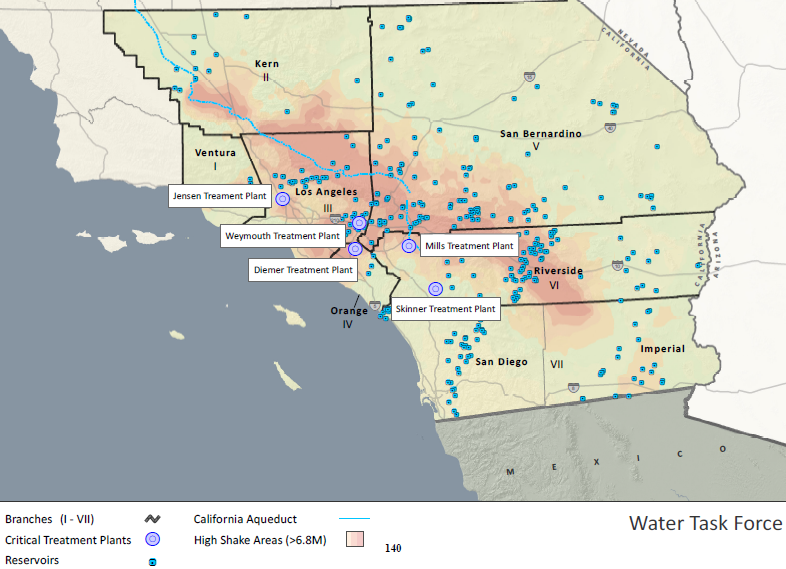 NEVADA
CALIFORNIA
Kern
II
San Bernardino
V
Ventura
I
Jensen Treament Plant
Los Angeles
III
Weymouth Treatment Plant
Mills Treatment Plant
CALIFORNIA
ARIZONA
Diemer Treatment Plant
Riverside
VI
Skinner Treatment Plant
Orange
IV
San Diego
VII
Imperial
M E X I C O
Branches (I - VII)
California Aqueduct
Water Task Force
Critical Treatment Plants
High Shake Areas (>6.8M)
140
Reservoirs